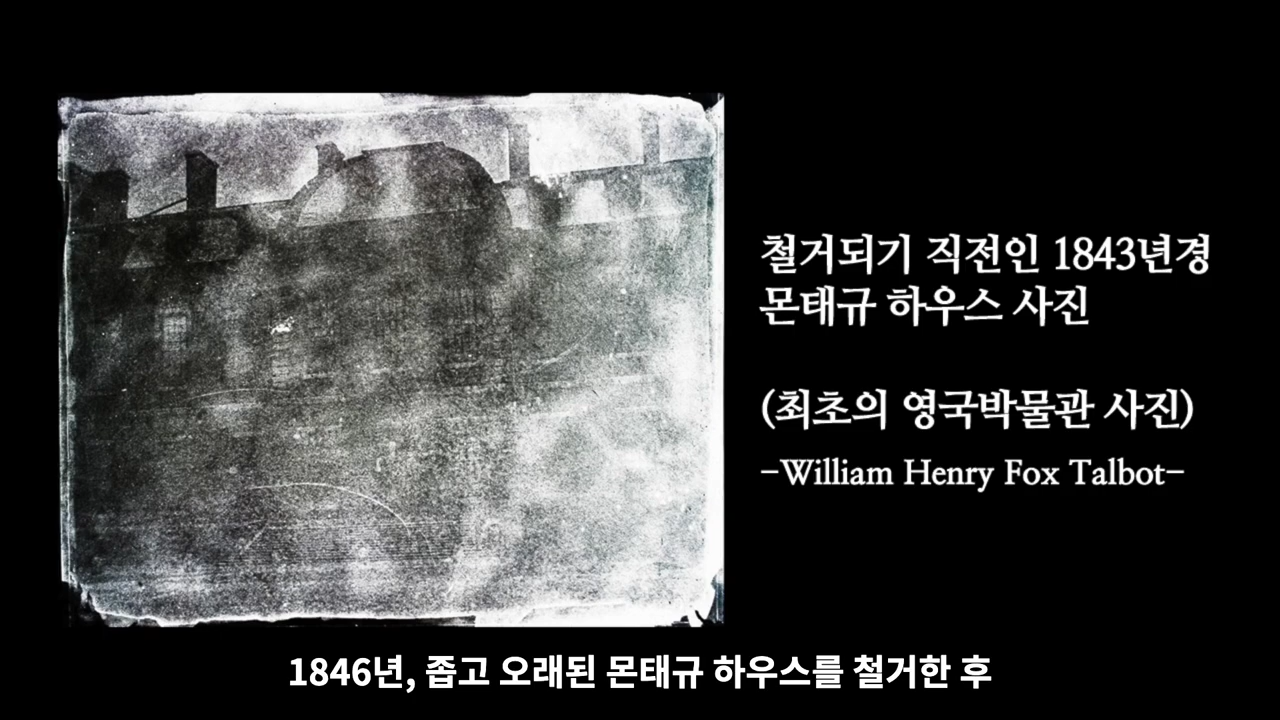 철거되기 직전인 1843년경
몬태규 하우스 사진
(최초의 영국박물관 사진)
-William Henry Fox Talbot-
1846년, 좁고 오래된 몬태규 하우스를 철거한 후